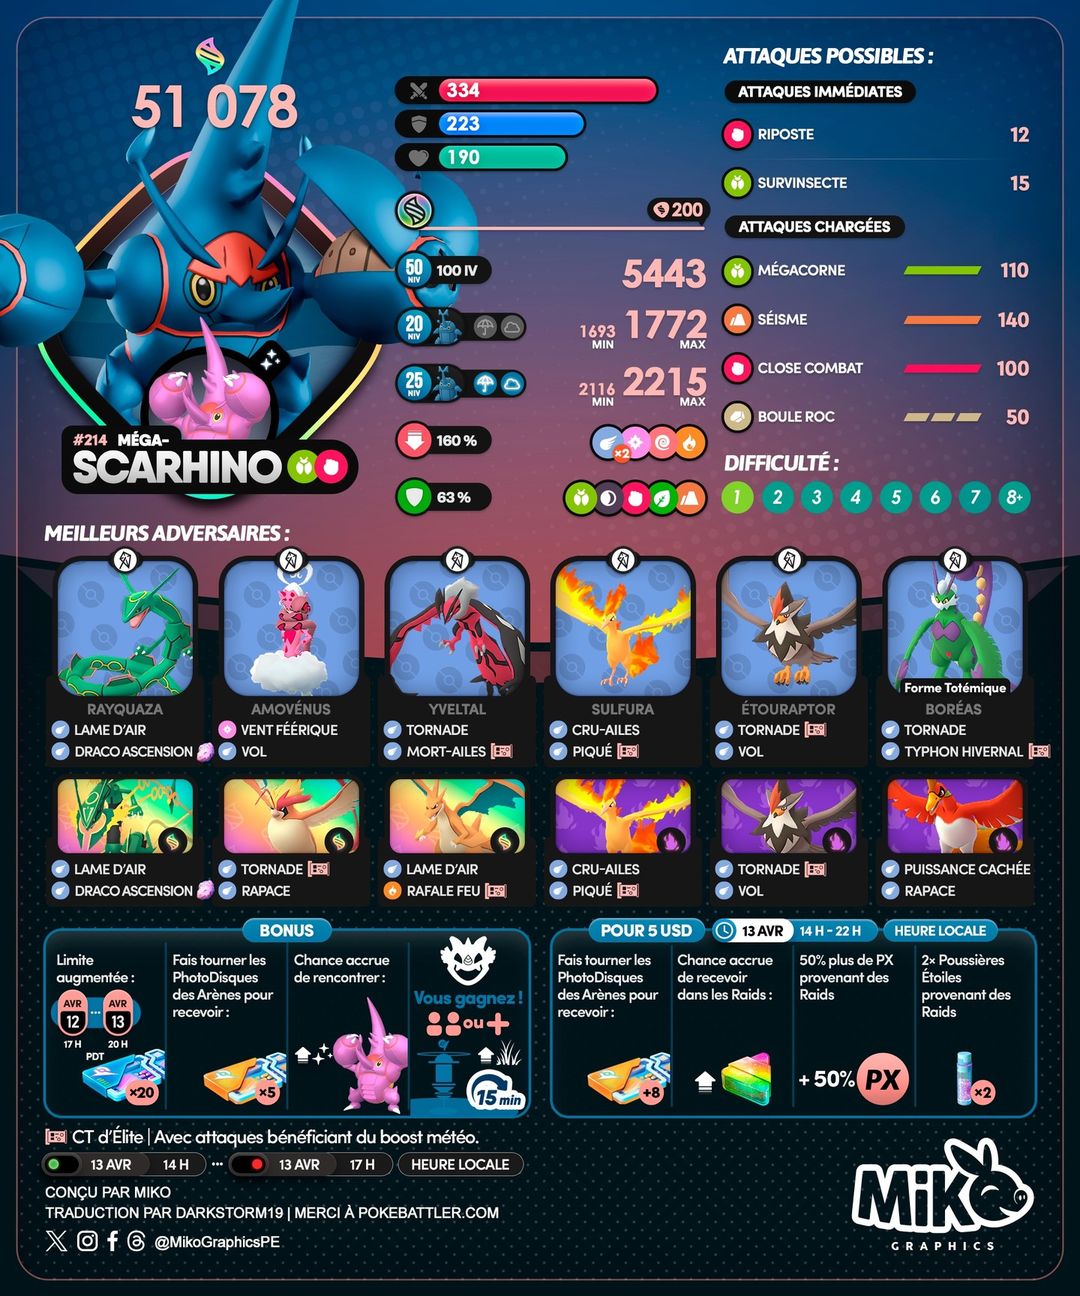 51 078
#214 MÉGA-
SCARHINO
334
223
190
200
50 NIV 100 IV 5443
20 NIV 1693 MIN 1772 MAX
25 NIV 2116 MIN 2215 MAX
160 % ×2
63 %
ATTAQUES POSSIBLES :
ATTAQUES IMMÉDIATES
RIPOSTE 12
SURVINSECTE 15
ATTAQUES CHARGÉES
MÉGACORNE 110
SÉISME 140
CLOSE COMBAT 100
BOULE ROC 50
DIFFICULTÉ :
1 2 3 4 5 6 7 8+
MEILLEURS ADVERSAIRES :
RAYQUAZA
LAME D'AIR
DRACO ASCENSION
AMOVÉNUS
VENT FÉÉRIQUE
VOL
YVELTAL
TORNADE
MORT-AILES
SULFURA
CRU-AILES
PIQUÉ
ÉTOURAPTOR
TORNADE
VOL
Forme Totémique
BORÉAS
TORNADE
TYPHON HIVERNAL
LAME D'AIR
DRACO ASCENSION
TORNADE
RAPACE
LAME D'AIR
RAFALE FEU
CRU-AILES
PIQUÉ
TORNADE
VOL
PUISSANCE CACHÉE
RAPACE
BONUS
Limite
augmentée :
AVR 12 ... AVR 13
17 H 20 H
PDT
×20
Fais tourner les
PhotoDisques
des Arènes pour
recevoir :
×5
Chance accrue
de rencontrer :
Vous gagnez !
ou +
15 min
POUR 5 USD 13 AVR 14 H - 22 H HEURE LOCALE
Fais tourner les
PhotoDisques
des Arènes pour
recevoir :
+8
Chance accrue
de recevoir
dans les Raids :
50% plus de PX
provenant des
Raids
+ 50% PX
2× Poussières
Étoiles
provenant des
Raids
×2
CT d'Élite | Avec attaques bénéficiant du boost météo.
13 AVR 14 H ... 13 AVR 17 H HEURE LOCALE
CONÇU PAR MIKO
TRADUCTION PAR DARKSTORM19 | MERCI À POKEBATTLER.COM
@MikoGraphicsPE
MiKO
GRAPHICS